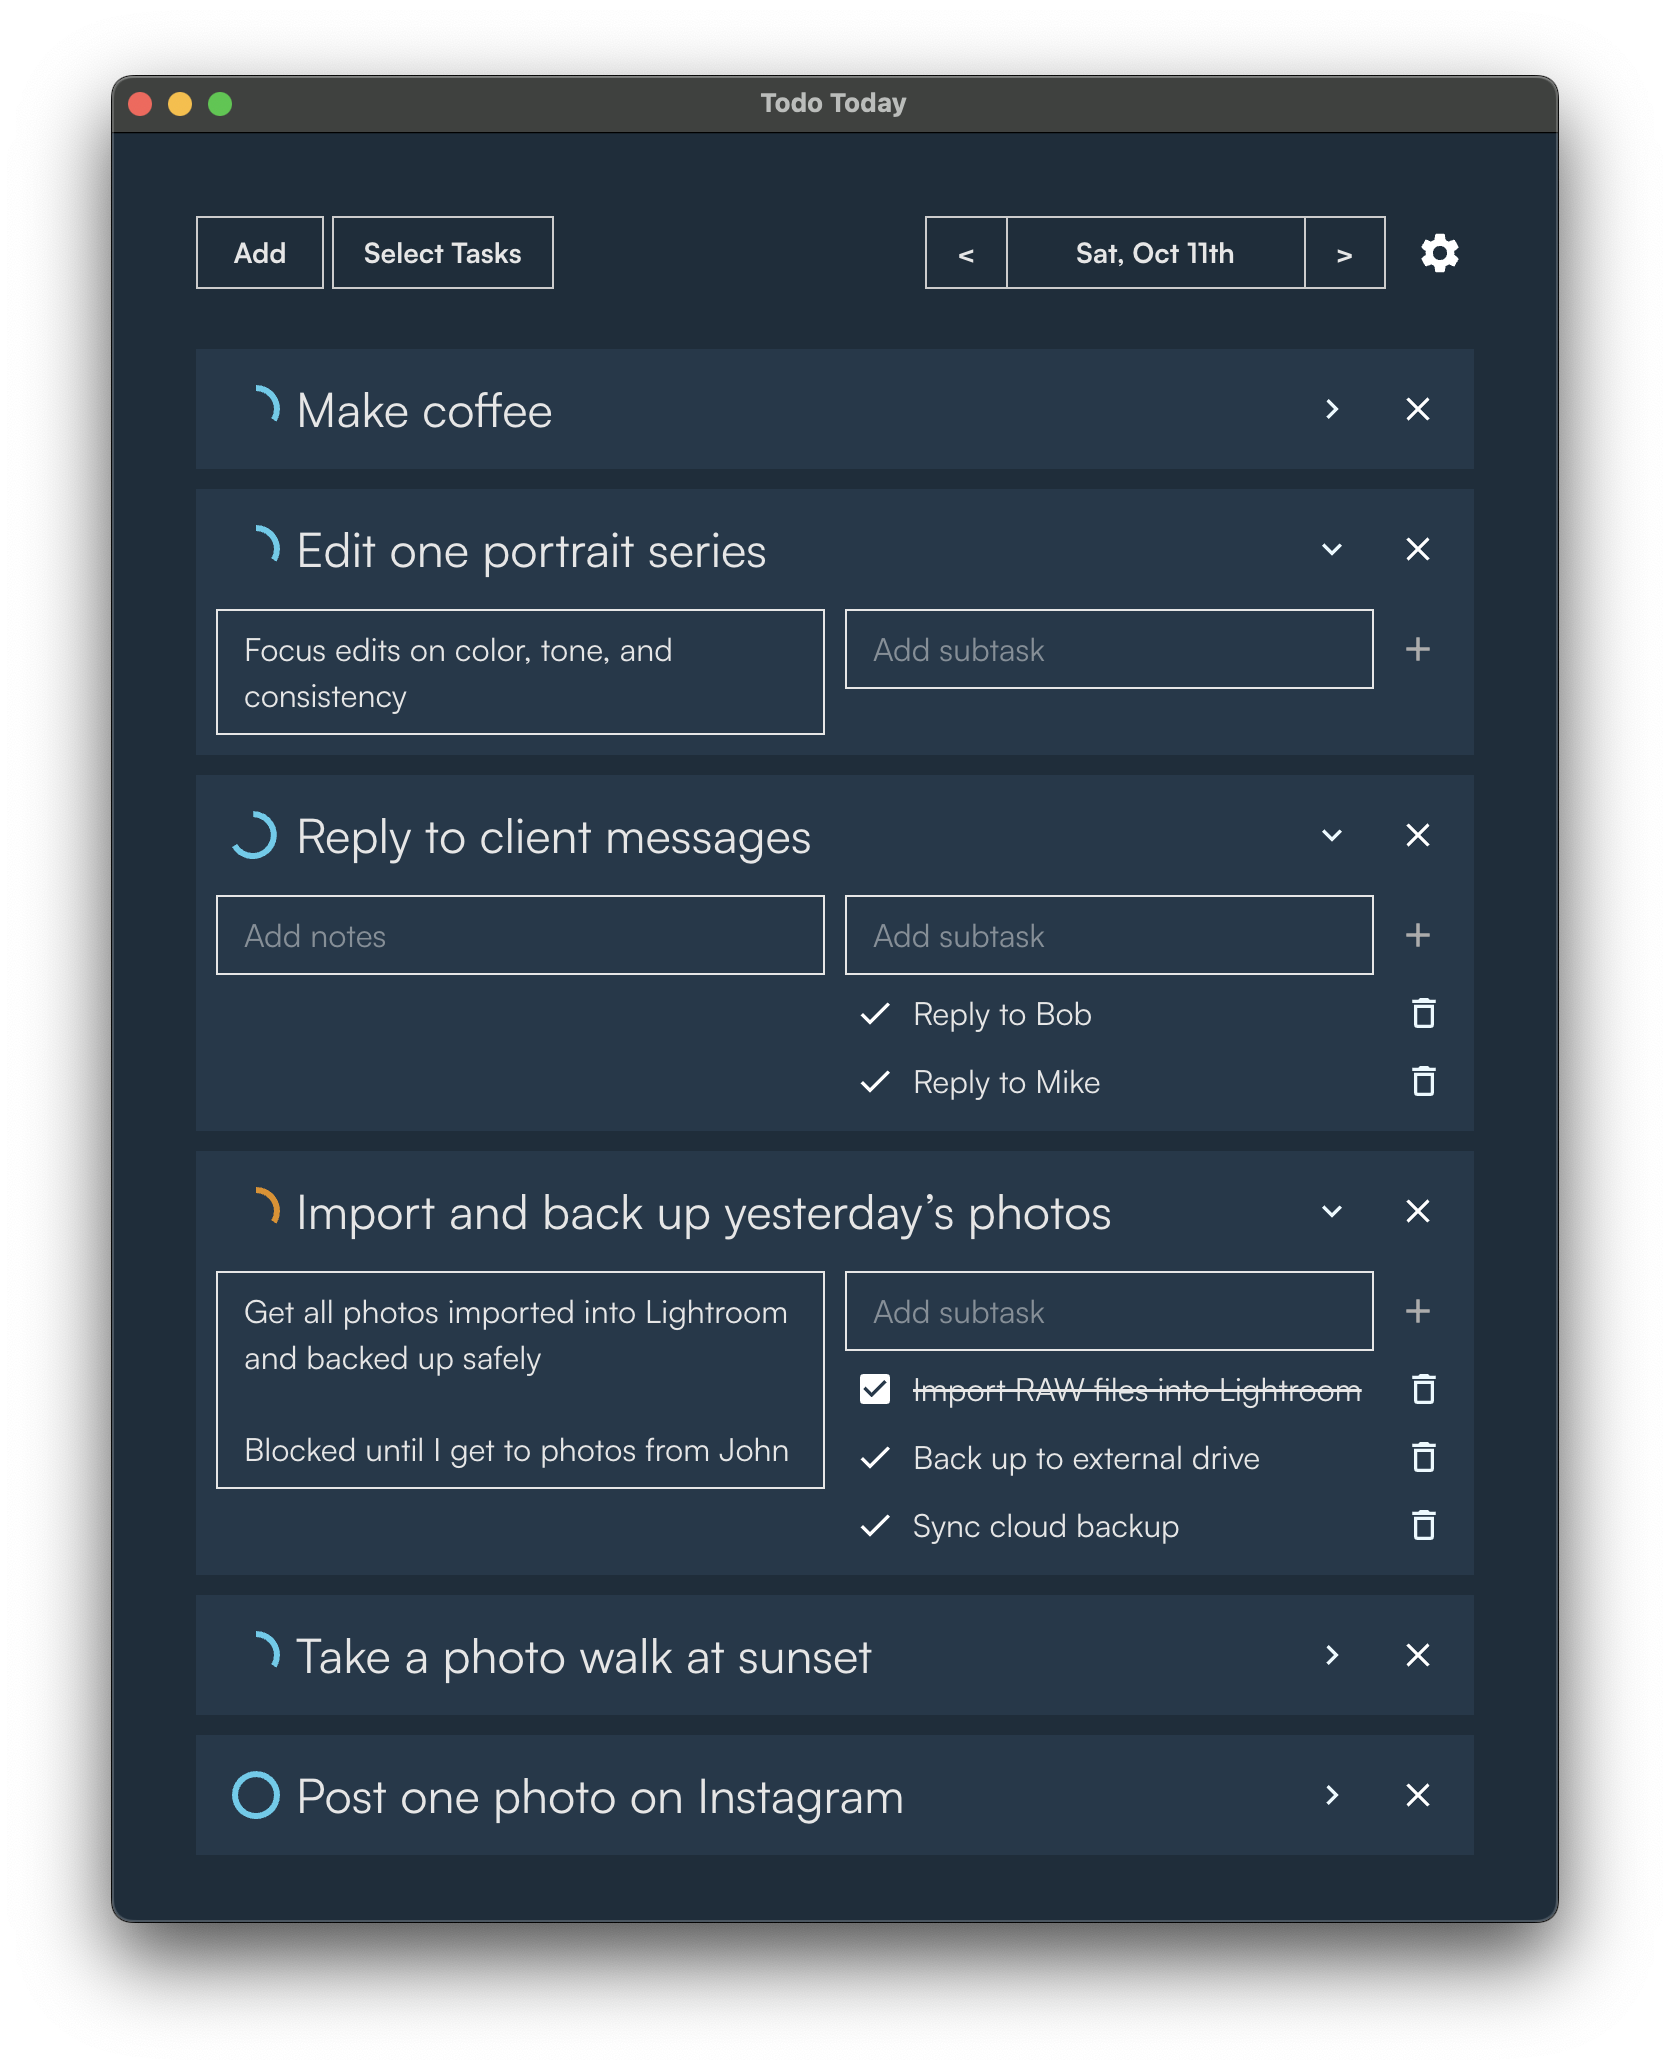 Todo Today
Add
Select Tasks
<
Sat, Oct 11th
>
Make coffee
Edit one portrait series
Focus edits on color, tone, and
consistency
Add subtask
Reply to client messages
Add notes
Add subtask
Reply to Bob
Reply to Mike
Import and back up yesterday’s photos
Get all photos imported into Lightroom
and backed up safely
Blocked until I get to photos from John
Add subtask
Import RAW files into Lightroom
Back up to external drive
Sync cloud backup
Take a photo walk at sunset
Post one photo on Instagram